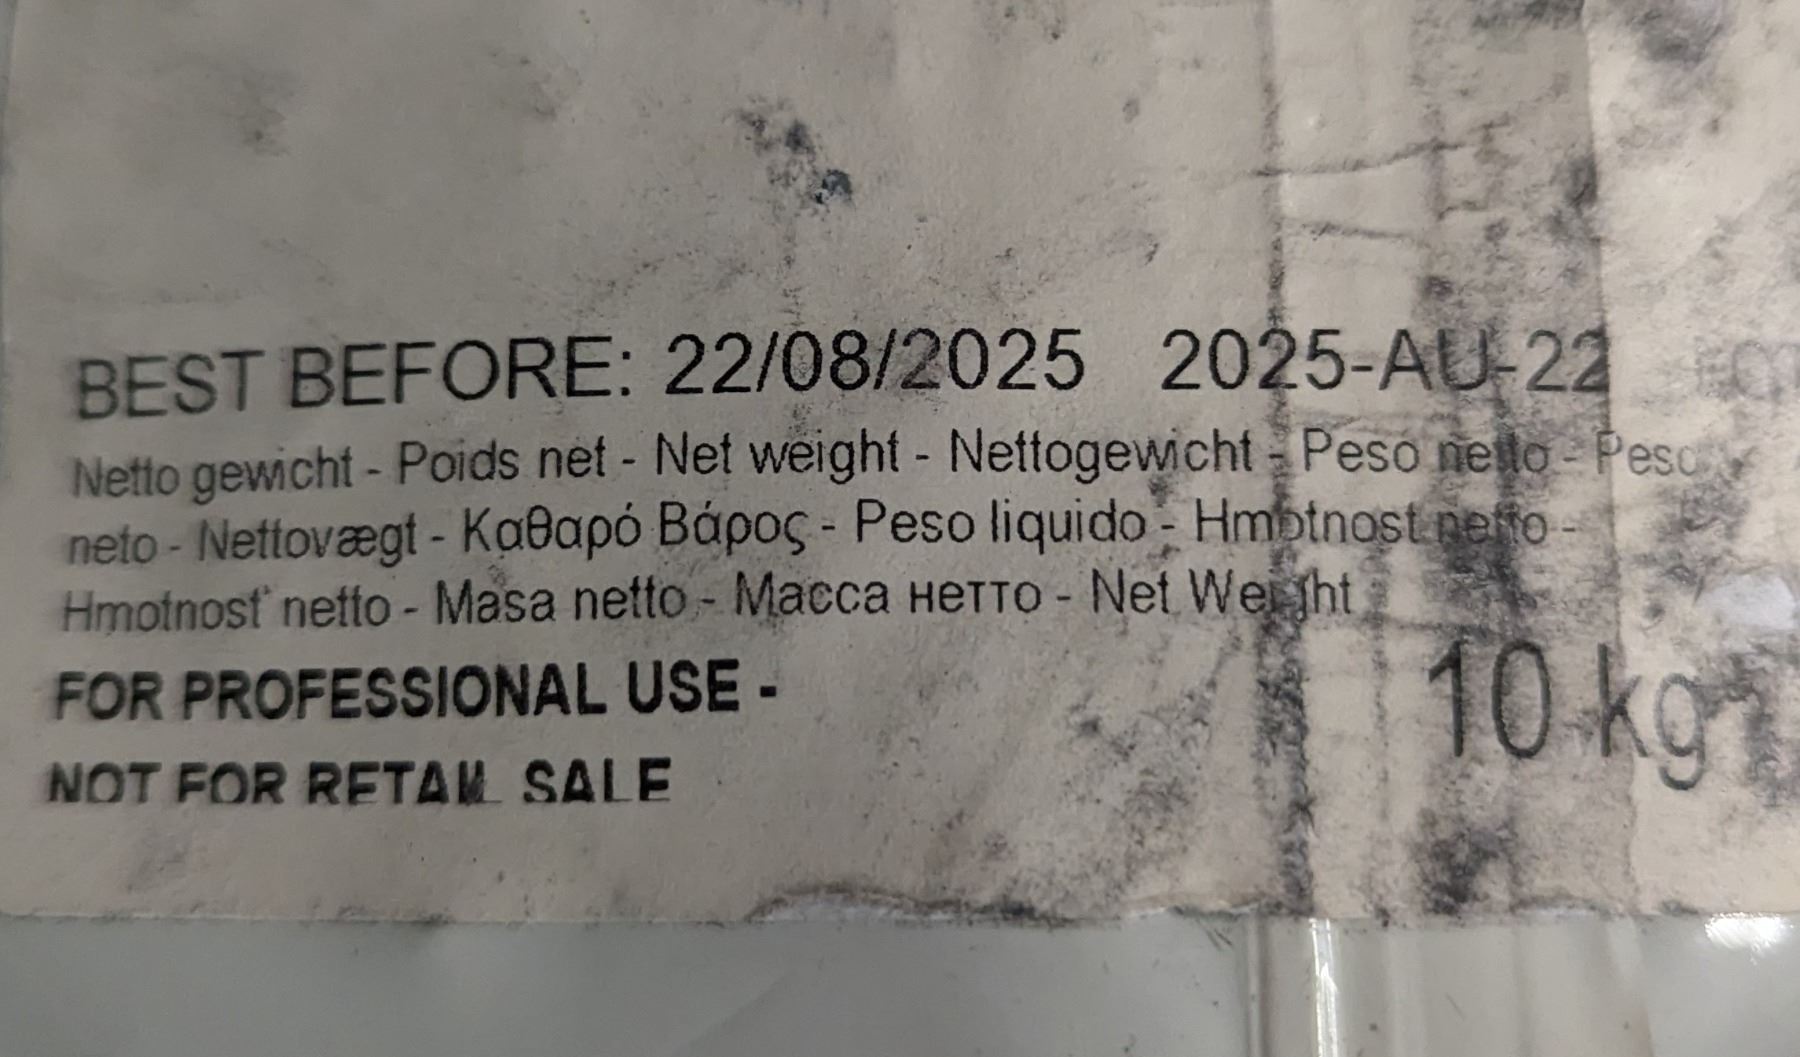 BEST BEFORE: 22/08/2025 2025-AU-22
Netto gewicht - Poids net - Net weight - Nettogewicht - Peso netto - Peso
neto - Nettovægt - Καθαρό Βάρος - Peso liquido - Hmotnost netto -
Hmotnosť netto - Masa netto - Масса нетто - Net Weight
10 kg
FOR PROFESSIONAL USE -
NOT FOR RETAIL SALE